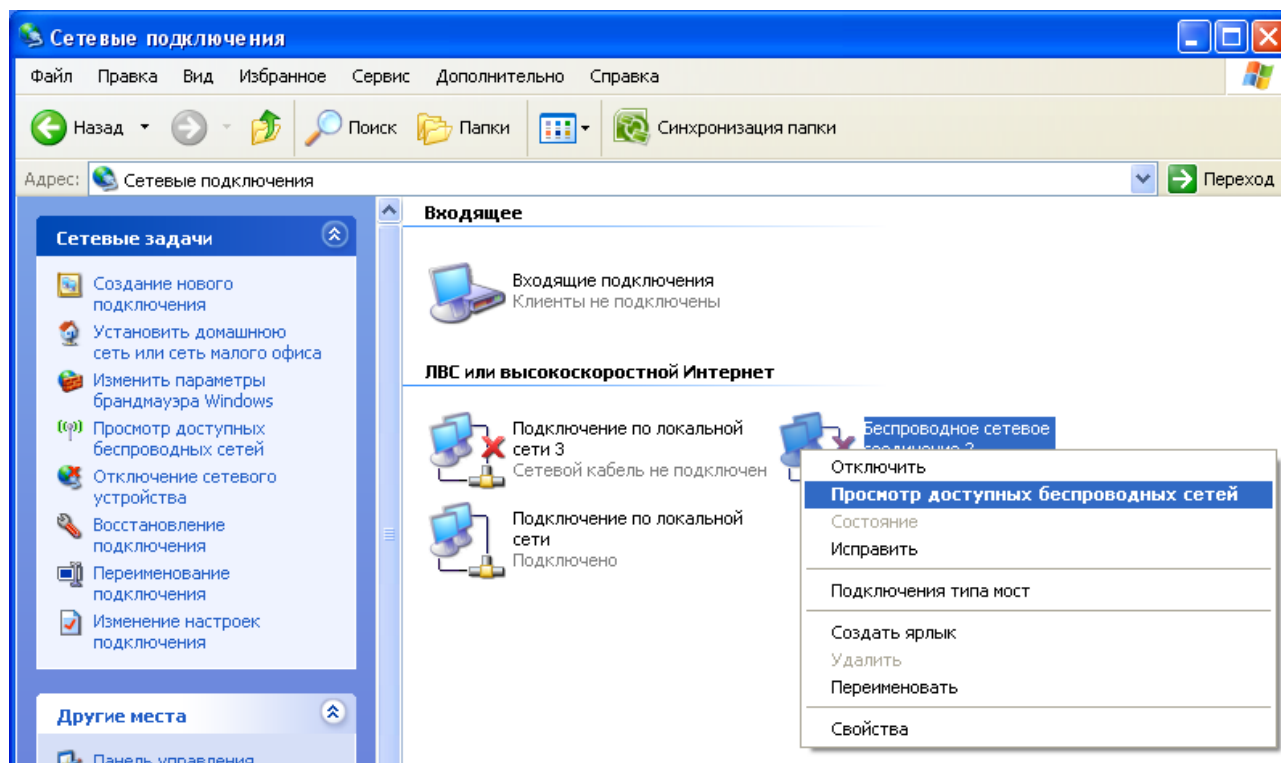 Сетевые подключения
Файл Правка Вид Избранное Сервис Дополнительно Справка
Назад Поиск Папки Синхронизация папки
Адрес: Сетевые подключения Переход
Сетевые задачи
Создание нового
подключения
Установить домашнюю
сеть или сеть малого офиса
Изменить параметры
брандмауэра Windows
Просмотр доступных
беспроводных сетей
Отключение сетевого
устройства
Восстановление
подключения
Переименование
подключения
Изменение настроек
подключения
Другие места
Панель управления
Входящее
Входящие подключения
Клиенты не подключены
ЛВС или высокоскоростной Интернет
Подключение по локальной
сети 3
Сетевой кабель не подключен
Беспроводное сетевое
соединение 2
Подключение по локальной
сети
Подключено
Отключить
Просмотр доступных беспроводных сетей
Состояние
Исправить
Подключения типа мост
Создать ярлык
Удалить
Переименовать
Свойства